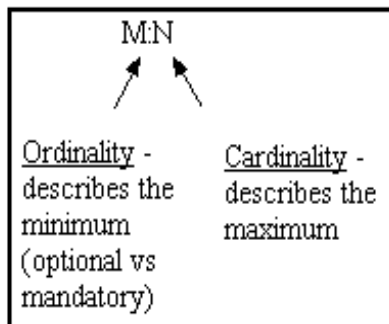 M:N
Ordinality -
describes the
minimum
(optional vs
mandatory)
Cardinality -
describes the
maximum